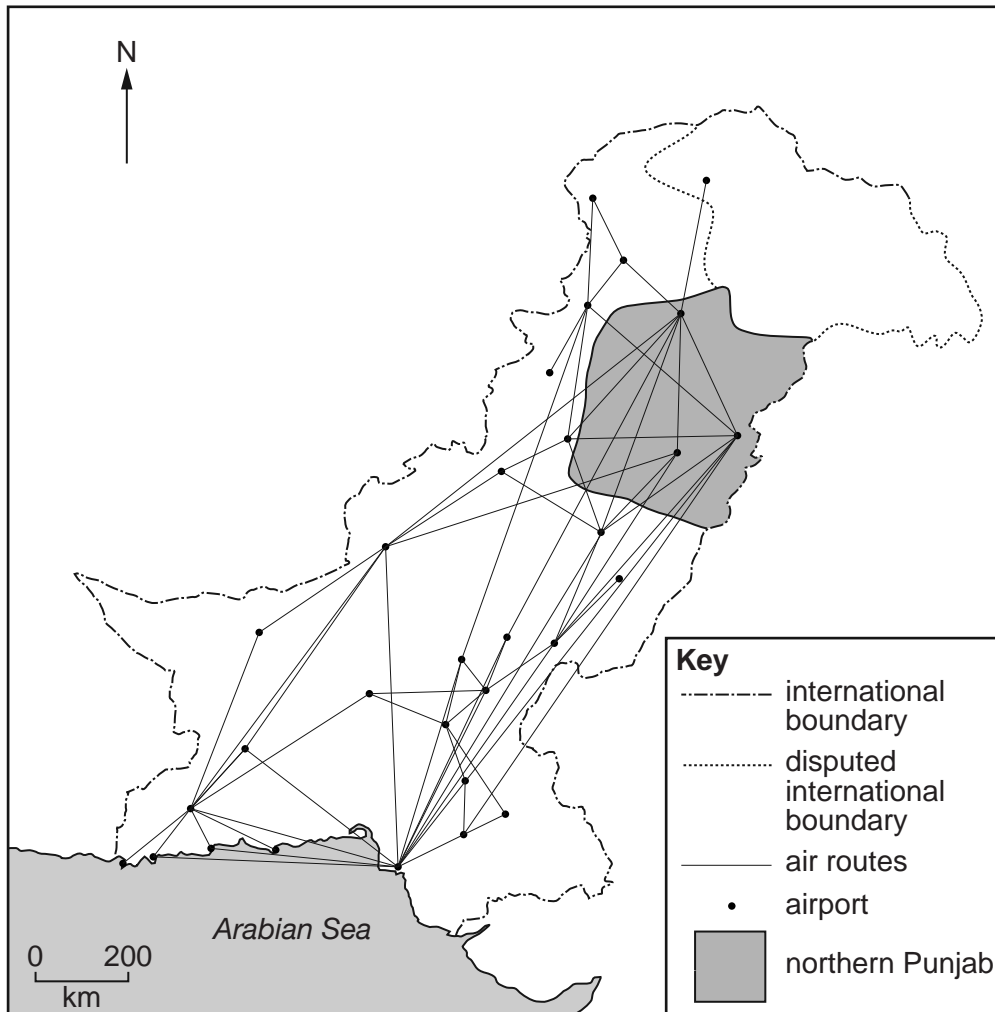 N
Key
international
boundary
disputed
international
boundary
air routes
airport
northern Punjab
Arabian Sea
0 200
km